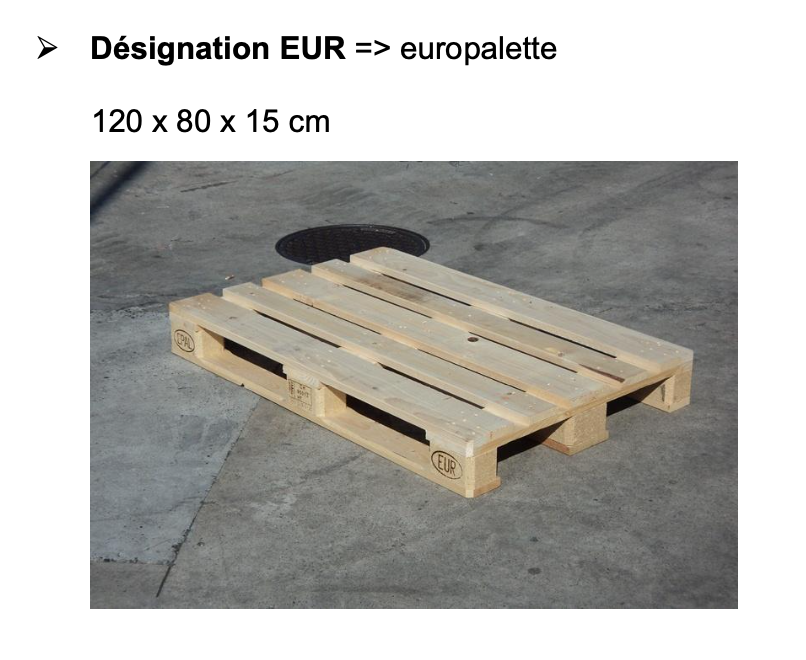 ➢ Désignation EUR => europalette
120 x 80 x 15 cm
EPAL
EUR